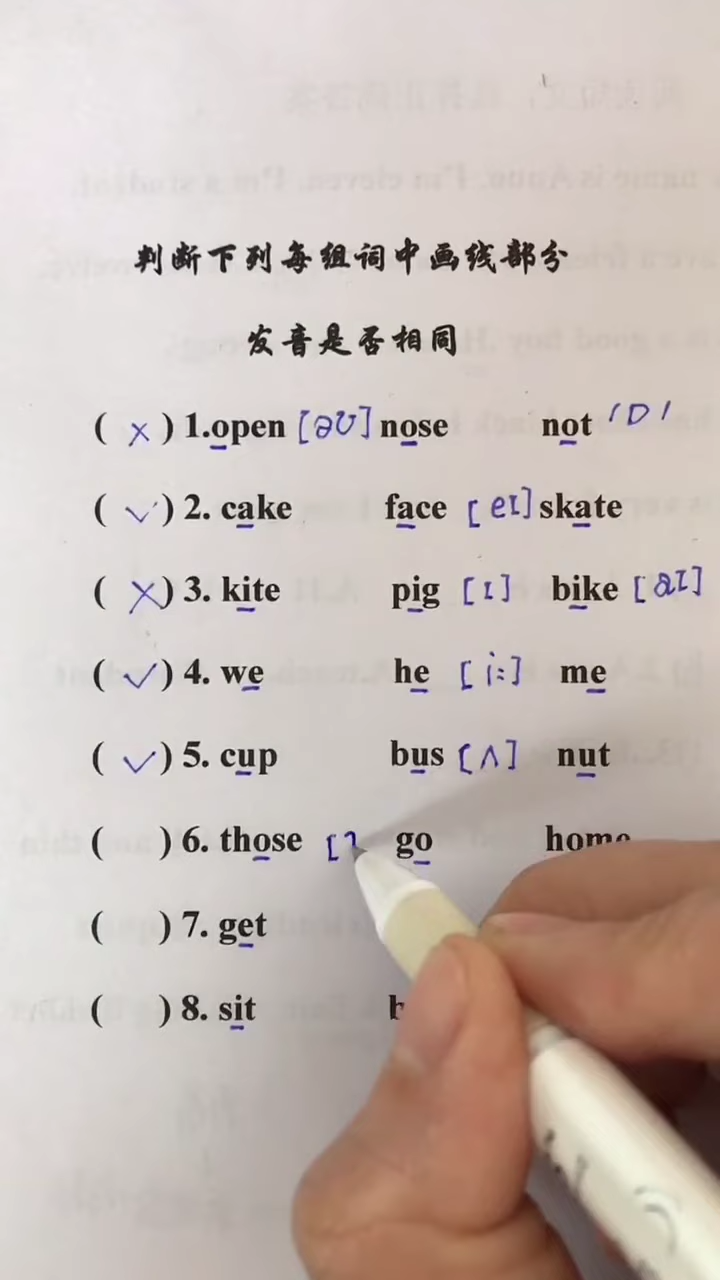 判断下列每组词中画线部分
发音是否相同
( × ) 1.open [əʊ] nose not /ɒ/
( ✓ ) 2. cake face [eɪ] skate
( × ) 3. kite pig [ɪ] bike [aɪ]
( ✓ ) 4. we he [i:] me
( ✓ ) 5. cup bus [ʌ] nut
( ) 6. those [ go home
( ) 7. get
( ) 8. sit